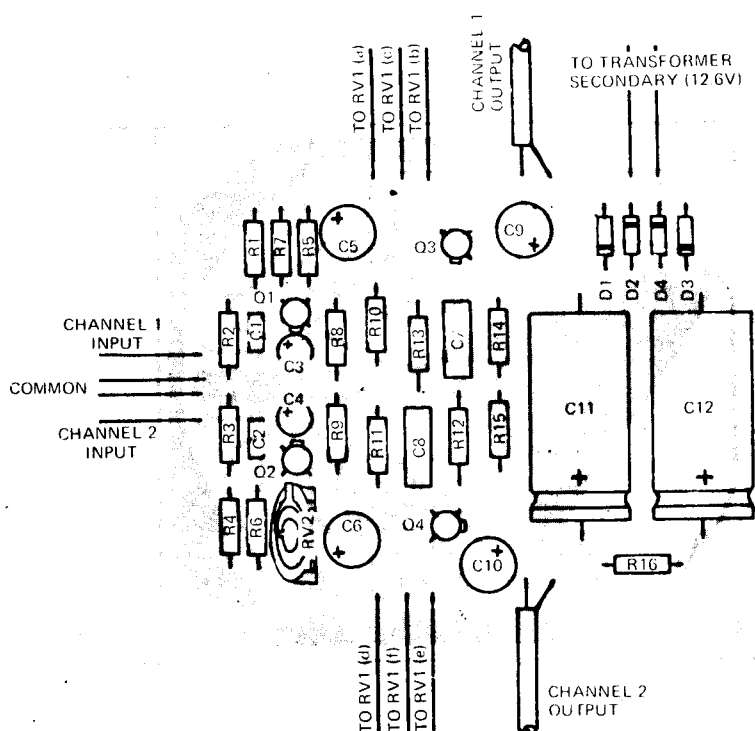 TO RV1 (a)
TO RV1 (c)
TO RV1 (b)
CHANNEL 1
OUTPUT
TO TRANSFORMER
SECONDARY (12.6V)
R1
R7
R5
C5
Q3
C9
D1
D2
D4
D3
Q1
CHANNEL 1
INPUT
R2
C1
C3
R8
R10
R13
C7
R14
COMMON
C11
C12
C4
CHANNEL 2
INPUT
R3
C2
R9
R11
C8
R12
R15
Q2
R4
R6
RV2
C6
Q4
C10
R16
TO RV1 (d)
TO RV1 (f)
TO RV1 (e)
CHANNEL 2
OUTPUT